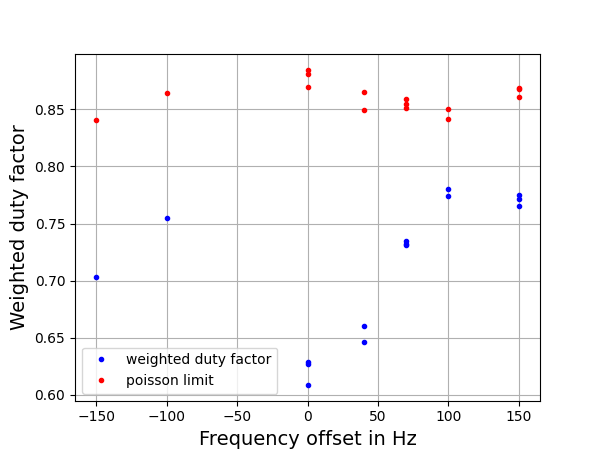 Weighted duty factor
0.85
0.80
0.75
0.70
0.65
0.60
weighted duty factor
poisson limit
−150 −100 −50 0 50 100 150
Frequency offset in Hz